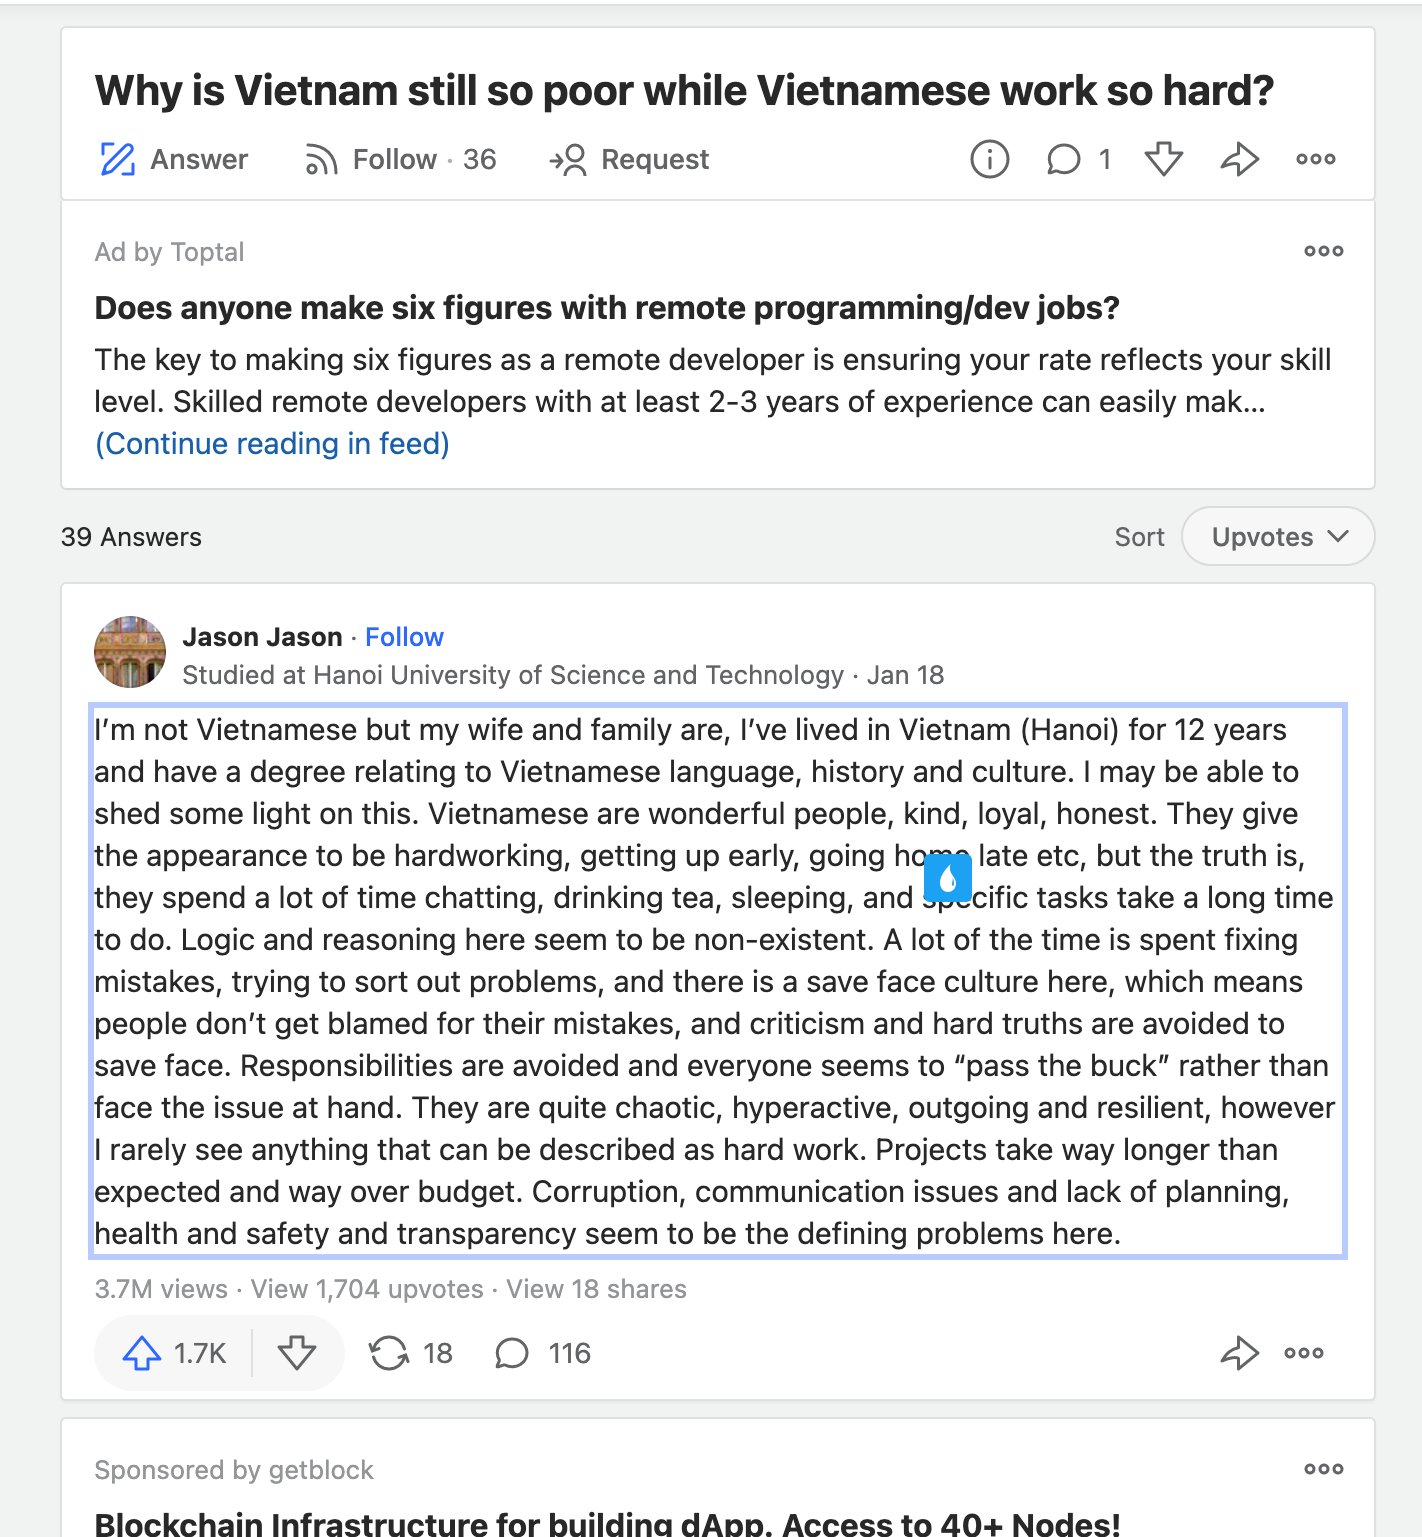 Why is Vietnam still so poor while Vietnamese work so hard?
Answer Follow · 36 Request 1
Ad by Toptal
Does anyone make six figures with remote programming/dev jobs?
The key to making six figures as a remote developer is ensuring your rate reflects your skill
level. Skilled remote developers with at least 2-3 years of experience can easily mak...
(Continue reading in feed)
39 Answers Sort Upvotes
Jason Jason · Follow
Studied at Hanoi University of Science and Technology · Jan 18
I’m not Vietnamese but my wife and family are, I’ve lived in Vietnam (Hanoi) for 12 years
and have a degree relating to Vietnamese language, history and culture. I may be able to
shed some light on this. Vietnamese are wonderful people, kind, loyal, honest. They give
the appearance to be hardworking, getting up early, going home late etc, but the truth is,
they spend a lot of time chatting, drinking tea, sleeping, and specific tasks take a long time
to do. Logic and reasoning here seem to be non-existent. A lot of the time is spent fixing
mistakes, trying to sort out problems, and there is a save face culture here, which means
people don’t get blamed for their mistakes, and criticism and hard truths are avoided to
save face. Responsibilities are avoided and everyone seems to “pass the buck” rather than
face the issue at hand. They are quite chaotic, hyperactive, outgoing and resilient, however
I rarely see anything that can be described as hard work. Projects take way longer than
expected and way over budget. Corruption, communication issues and lack of planning,
health and safety and transparency seem to be the defining problems here.
3.7M views · View 1,704 upvotes · View 18 shares
1.7K 18 116
Sponsored by getblock
Blockchain Infrastructure for building dApp. Access to 40+ Nodes!